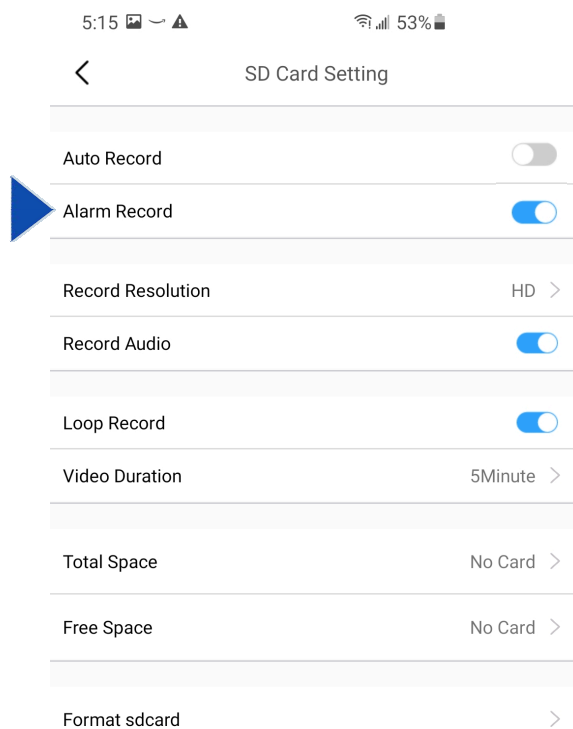 5:15 53%
SD Card Setting
Auto Record
Alarm Record
Record Resolution HD
Record Audio
Loop Record
Video Duration 5Minute
Total Space No Card
Free Space No Card
Format sdcard